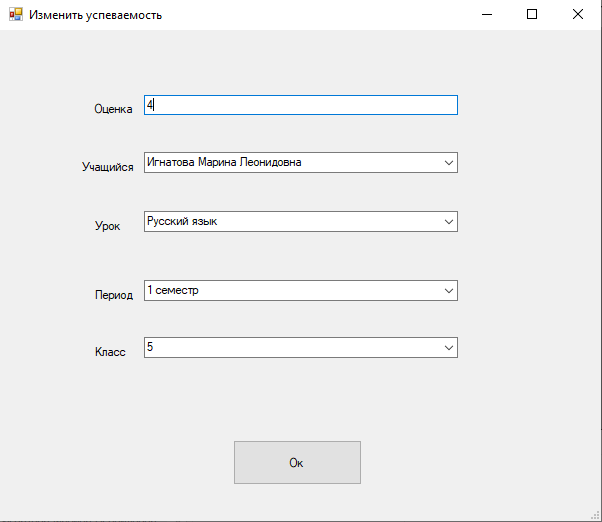 Изменить успеваемость
Оценка 4
Учащийся Игнатова Марина Леонидовна
Урок Русский язык
Период 1 семестр
Класс 5
Ок